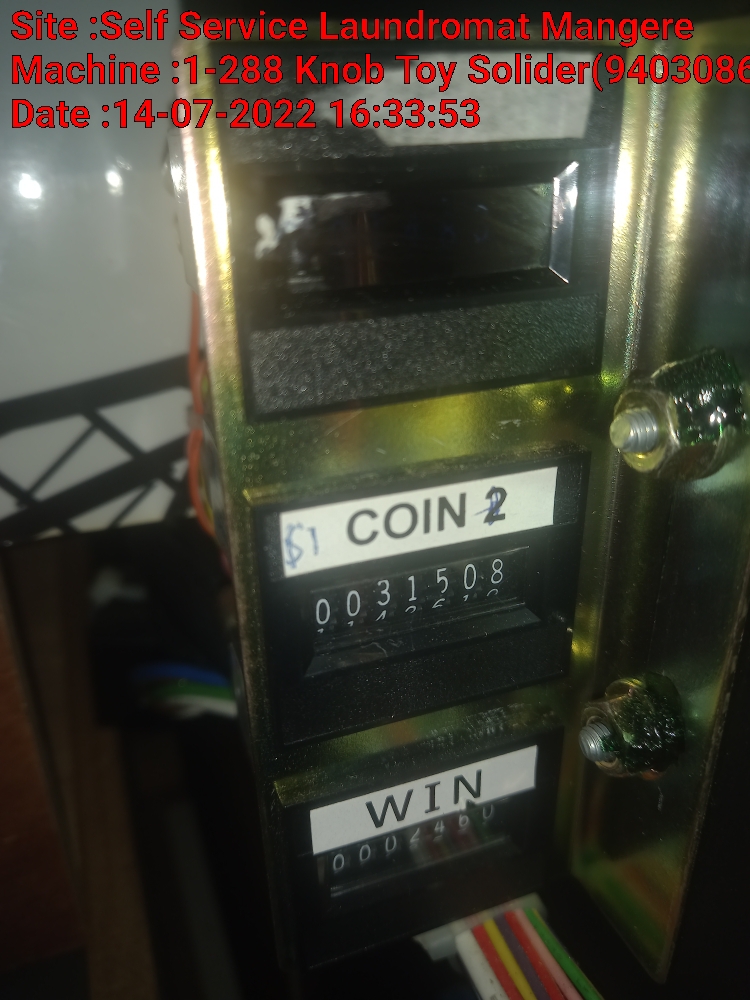 Site :Self Service Laundromat Mangere
Machine :1-288 Knob Toy Solider(9403086
Date :14-07-2022 16:33:53
$1 COIN 2
0031508
WIN
0002460